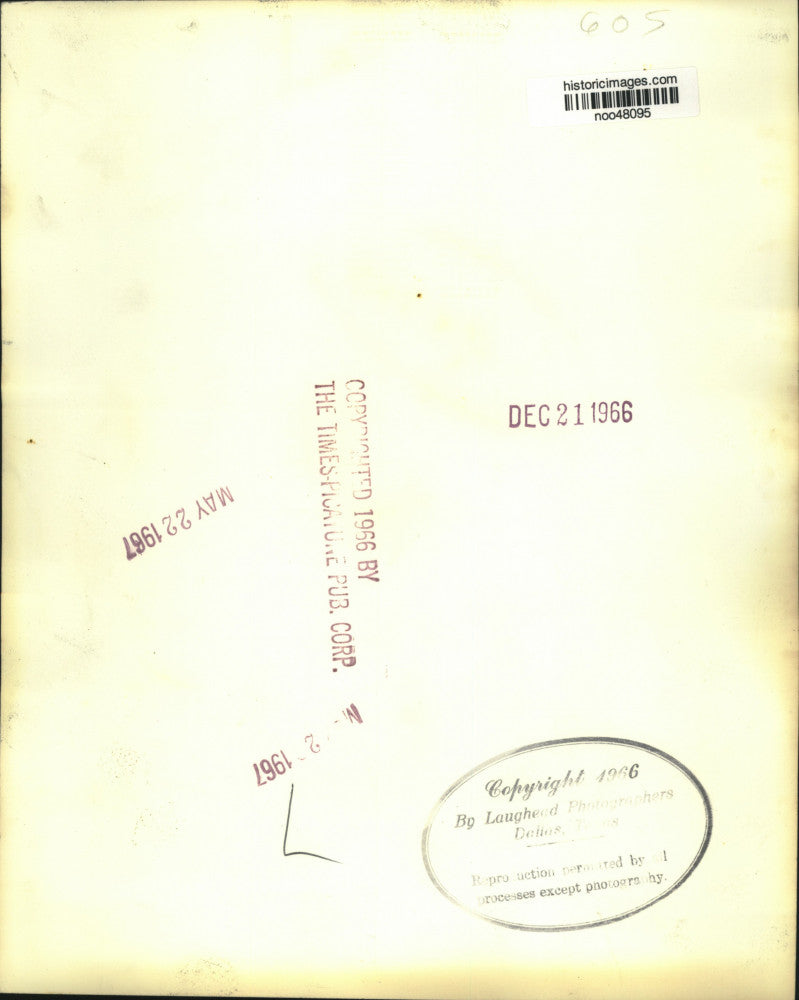 605
historicimages.com
noo48095
DEC 21 1966
COPYRIGHTED 1966 BY
THE TIMES-PICAYUNE PUB. CORP.
MAY 22 1967
2 1967
Copyright 1966
By Laughead Photographers
Dallas, Texas
Reproduction permitted by all
processes except photography.